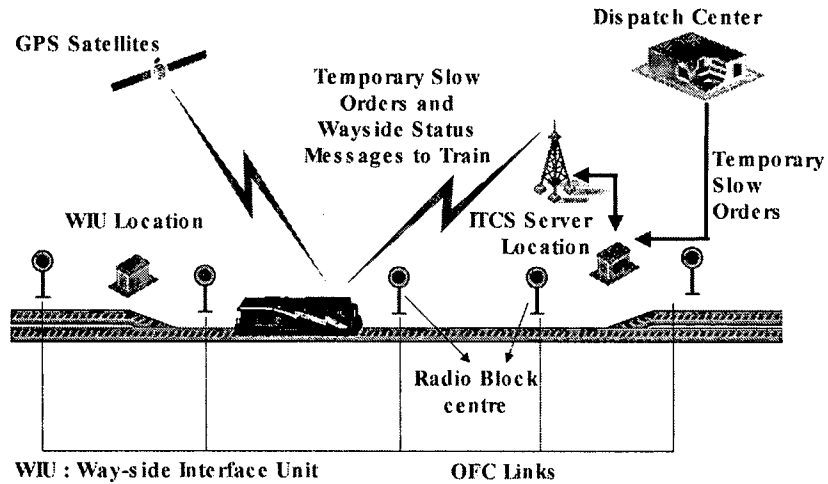 Dispatch Center
GPS Satellites
Temporary Slow
Orders and
Wayside Status
Messages to Train
Temporary
Slow
Orders
WIU Location
ITCS Server
Location
Radio Block
centre
WIU : Way-side Interface Unit
OFC Links